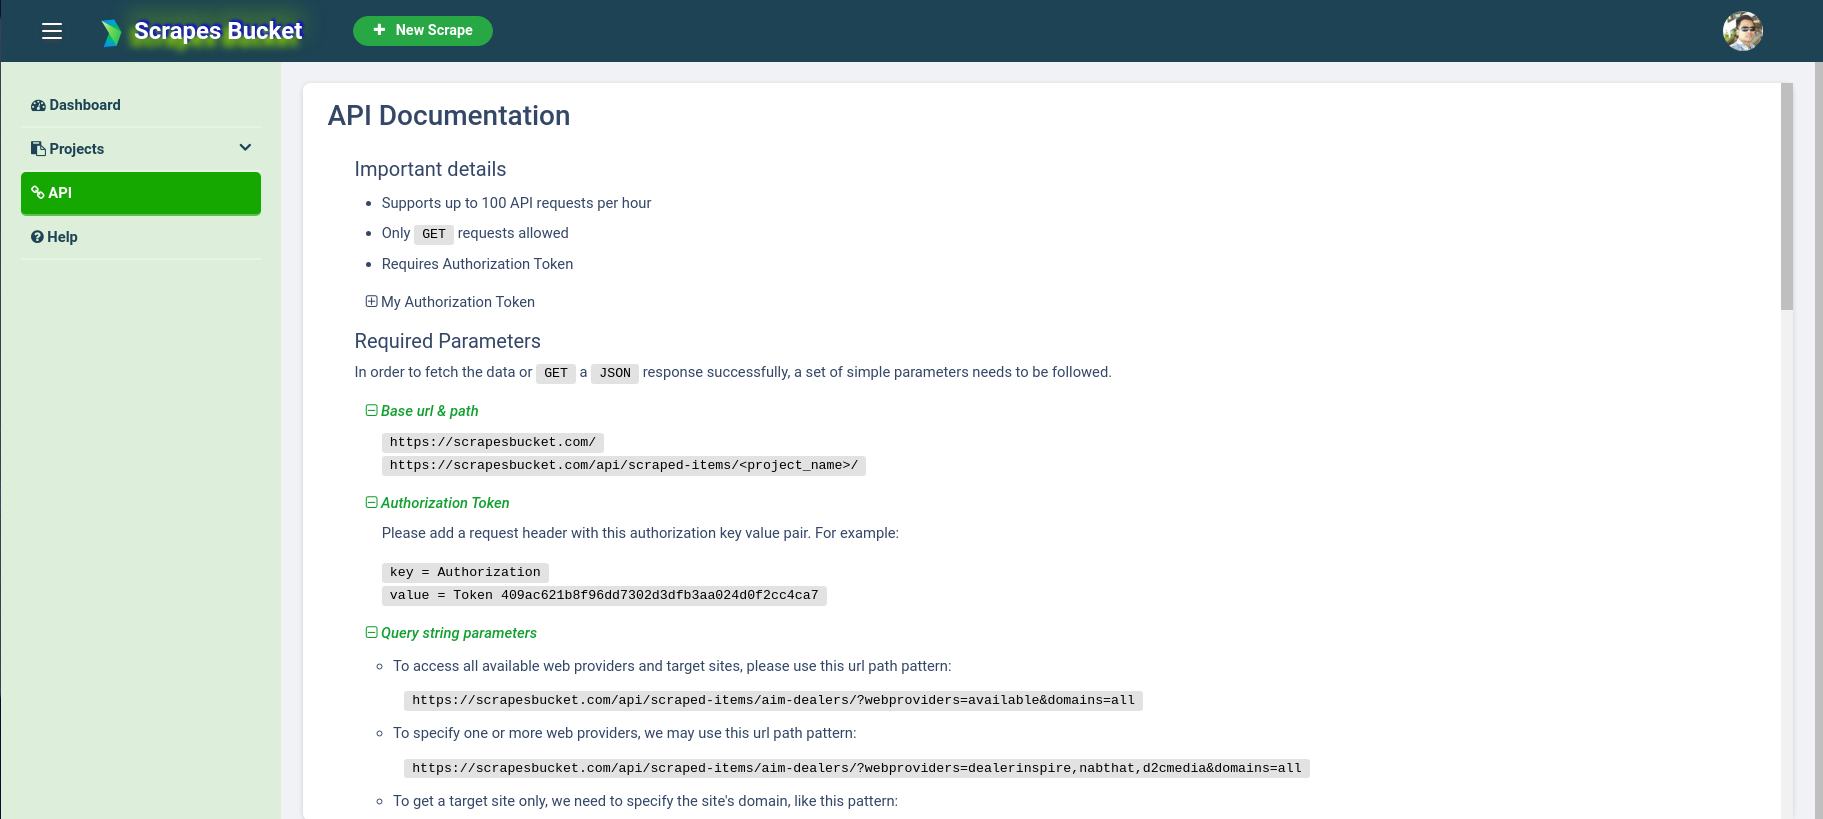 Scrapes Bucket
New Scrape
Dashboard
Projects
API
Help
API Documentation
Important details
Supports up to 100 API requests per hour
Only GET requests allowed
Requires Authorization Token
My Authorization Token
Required Parameters
In order to fetch the data or GET a JSON response successfully, a set of simple parameters needs to be followed.
Base url & path
https://scrapesbucket.com/
https://scrapesbucket.com/api/scraped-items/<project_name>/
Authorization Token
Please add a request header with this authorization key value pair. For example:
key = Authorization
value = Token 409ac621b8f96dd7302d3dfb3aa024d0f2cc4ca7
Query string parameters
To access all available web providers and target sites, please use this url path pattern:
https://scrapesbucket.com/api/scraped-items/aim-dealers/?webproviders=available&domains=all
To specify one or more web providers, we may use this url path pattern:
https://scrapesbucket.com/api/scraped-items/aim-dealers/?webproviders=dealerinspire,nabthat,d2cmedia&domains=all
To get a target site only, we need to specify the site's domain, like this pattern: